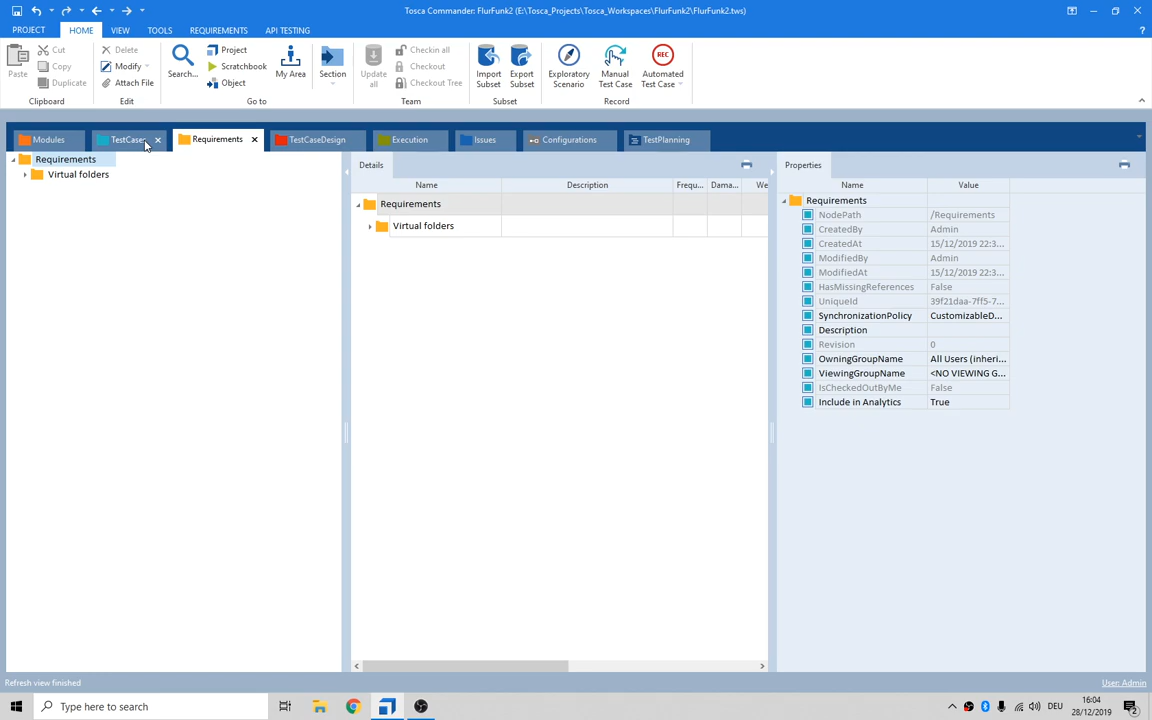 Tosca Commander: FlurFunk2 (E:\Tosca_Projects\Tosca_Workspaces\FlurFunk2\FlurFunk2.tws)
PROJECT HOME VIEW TOOLS REQUIREMENTS API TESTING
Paste Cut Copy Duplicate
Delete Modify Attach File
Search... Project Scratchbook Object My Area Section
Update all Checkin all Checkout Checkout Tree
Import Subset Export Subset
Exploratory Scenario Manual Test Case REC Automated Test Case
Clipboard Edit Go to Team Subset Record
Modules TestCases Requirements TestCaseDesign Execution Issues Configurations TestPlanning
Requirements
Virtual folders
Details
Name Description Frequ... Dama... We
Requirements
Virtual folders
Properties
Name Value
Requirements
NodePath /Requirements
CreatedBy Admin
CreatedAt 15/12/2019 22:3...
ModifiedBy Admin
ModifiedAt 15/12/2019 22:3...
HasMissingReferences False
UniqueId 39f21daa-7ff5-7...
SynchronizationPolicy CustomizableD...
Description
Revision 0
OwningGroupName All Users (inheri...
ViewingGroupName <NO VIEWING G...
IsCheckedOutByMe False
Include in Analytics True
Refresh view finished
User: Admin
Type here to search
DEU
16:04
28/12/2019
2